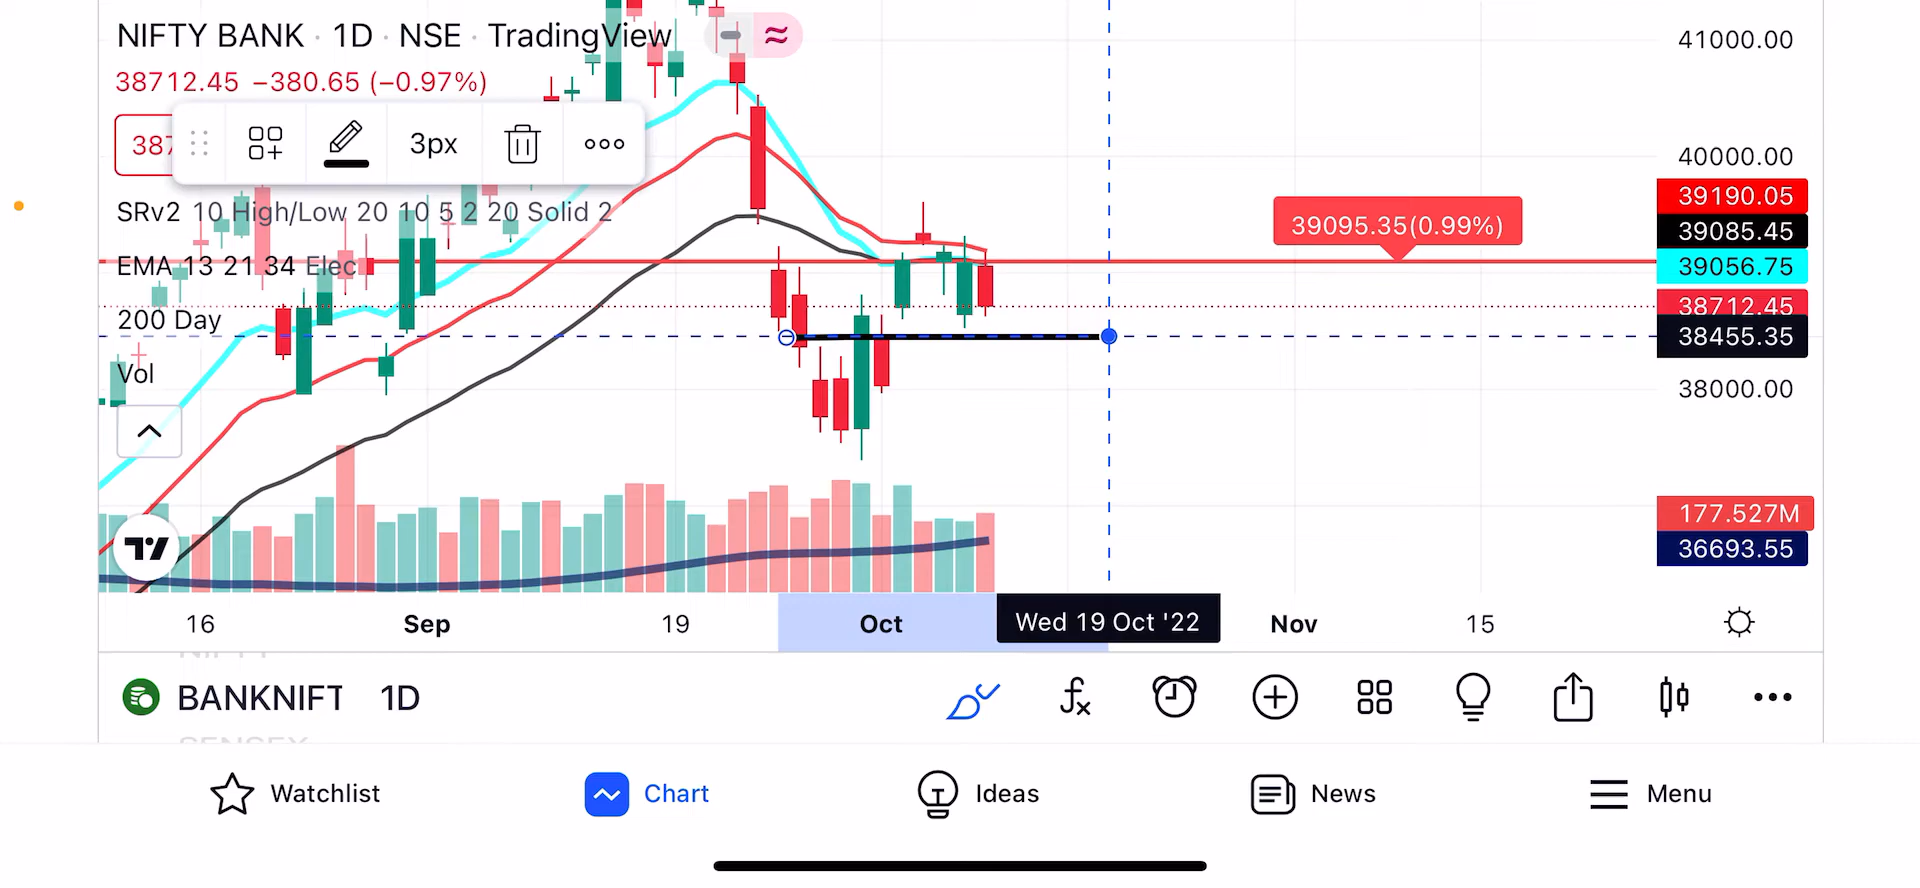 NIFTY BANK · 1D · NSE · TradingView
38712.45 −380.65 (−0.97%)
387
3px
SRv2 10 High/Low 20 10 5 2 20 Solid 2
EMA 13 21 34 Elec
200 Day
Vol
39095.35(0.99%)
41000.00
40000.00
39190.05
39085.45
39056.75
38712.45
38455.35
38000.00
177.527M
36693.55
16 Sep 19 Oct Wed 19 Oct '22 Nov 15
NIFTY
BANKNIFT 1D
SENSEX
Watchlist Chart Ideas News Menu